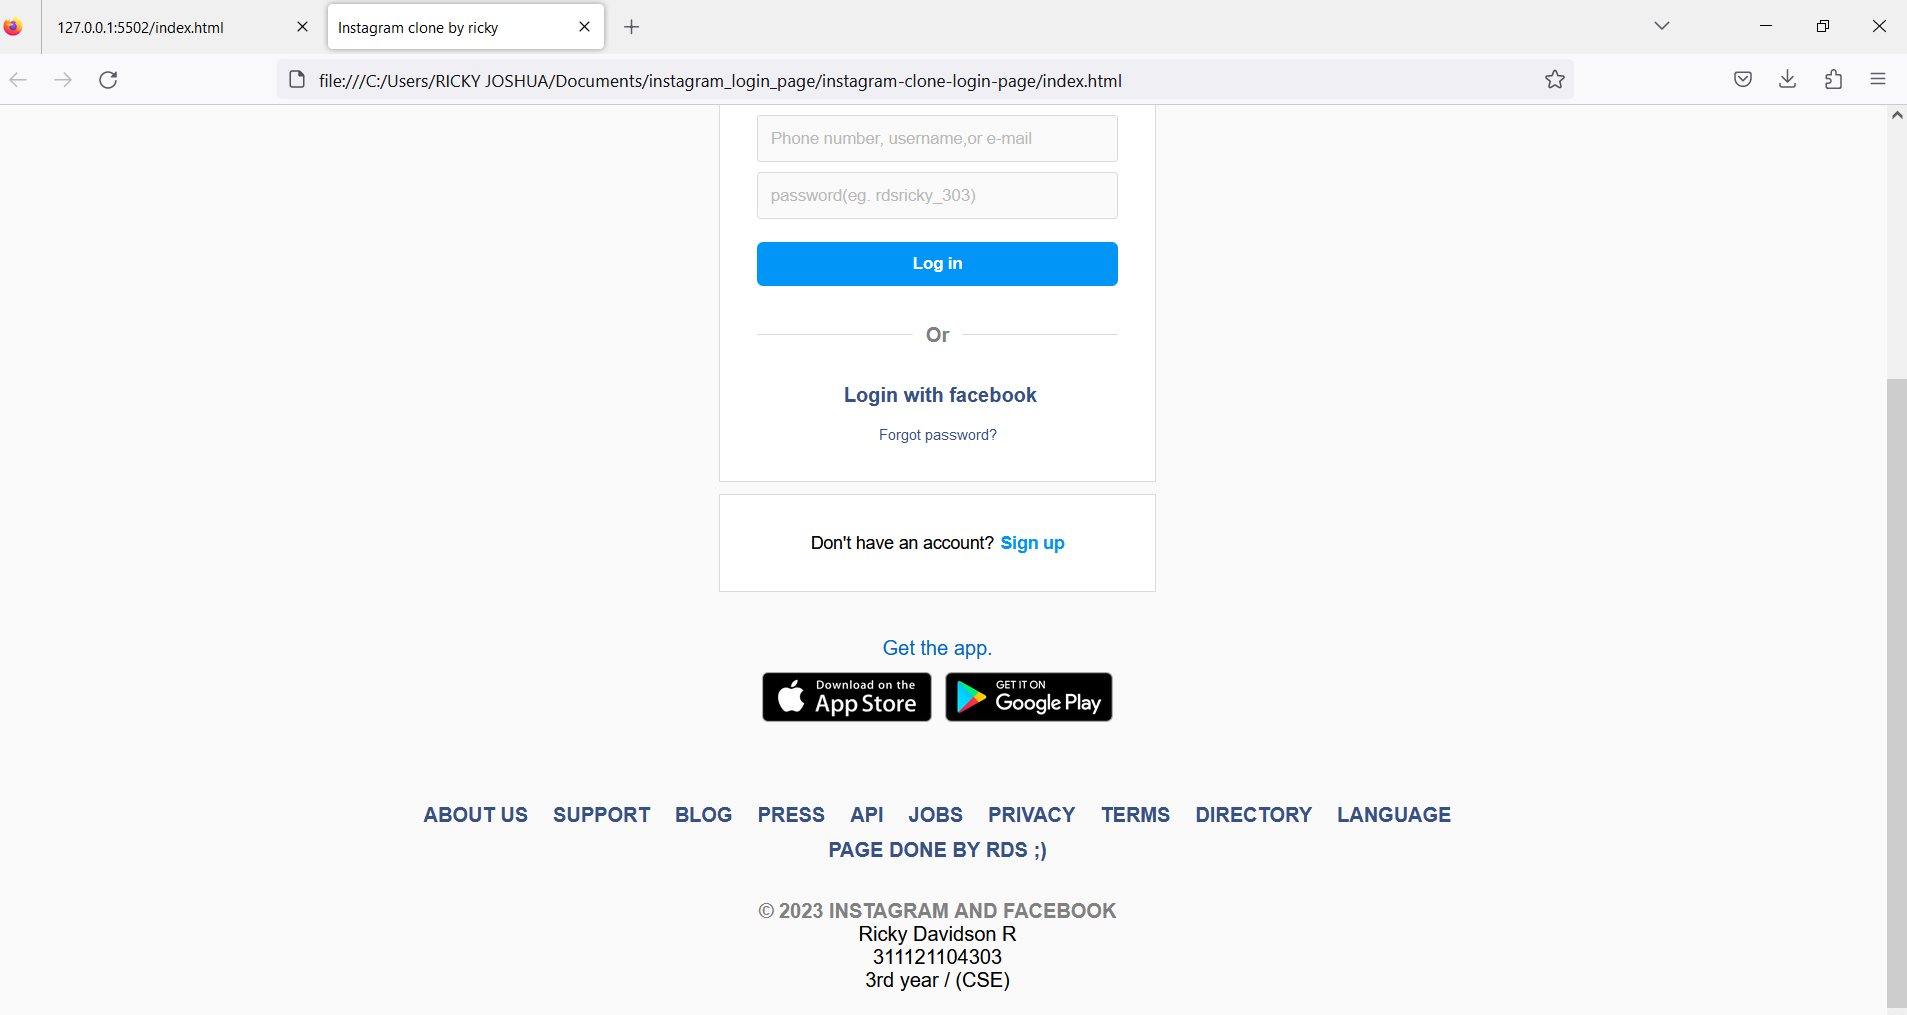 127.0.0.1:5502/index.html
Instagram clone by ricky
file:///C:/Users/RICKY JOSHUA/Documents/instagram_login_page/instagram-clone-login-page/index.html
Phone number, username,or e-mail
password(eg. rdsricky_303)
Log in
Or
Login with facebook
Forgot password?
Don't have an account? Sign up
Get the app.
Download on the
App Store
GET IT ON
Google Play
ABOUT US SUPPORT BLOG PRESS API JOBS PRIVACY TERMS DIRECTORY LANGUAGE
PAGE DONE BY RDS ;)
© 2023 INSTAGRAM AND FACEBOOK
Ricky Davidson R
311121104303
3rd year / (CSE)